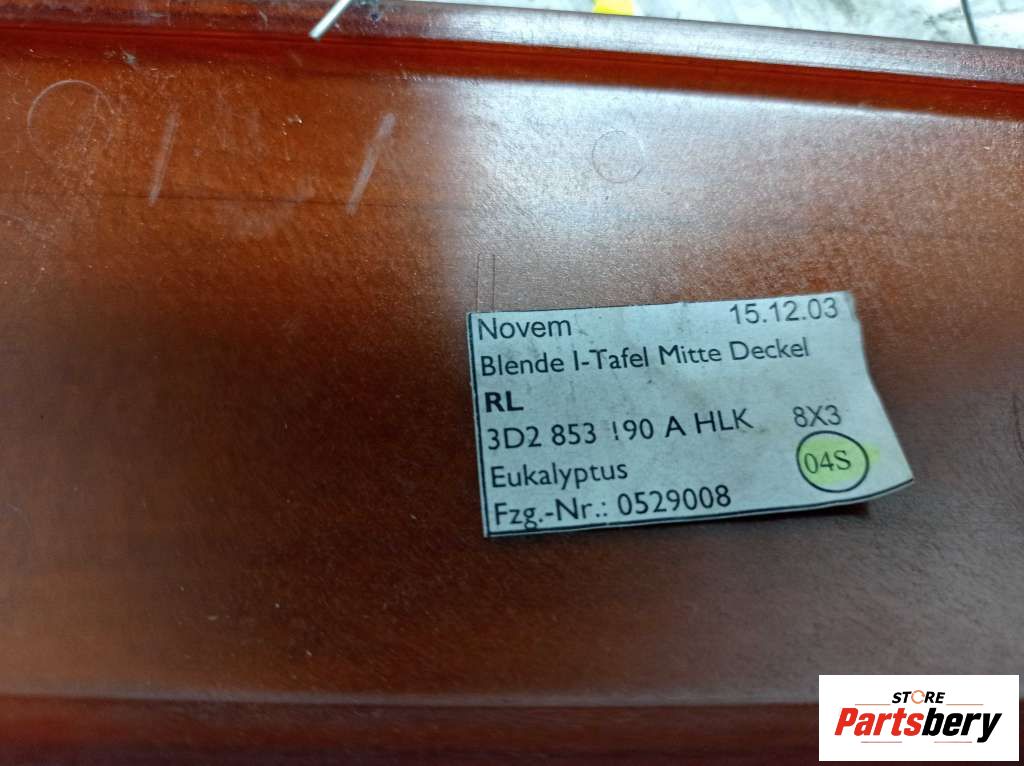 Novem 15.12.03
Blende I-Tafel Mitte Deckel
RL
3D2 853 !90 A HLK 8X3
Eukalyptus 04S
Fzg.-Nr.: 0529008
STORE
Partsbery